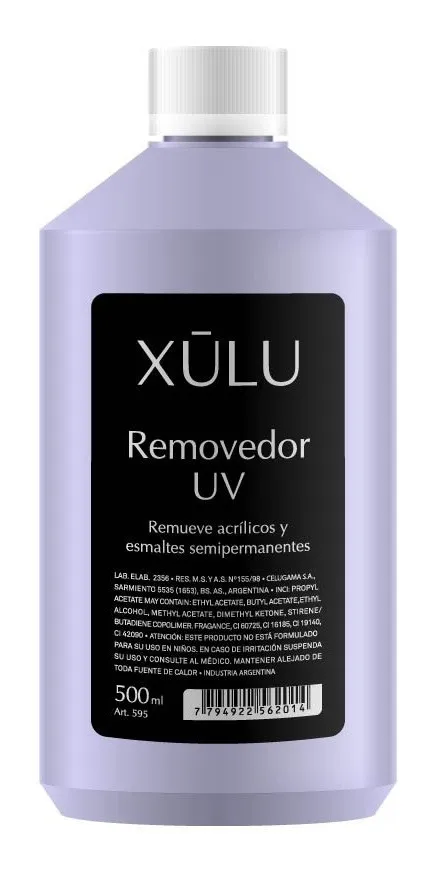 XŪLU
Removedor
UV
Remueve acrílicos y
esmaltes semipermanentes
LAB. ELAB. 2356 • RES. M.S.Y A.S. Nº155/98 • CELUGAMA S.A.,
SARMIENTO 5535 (1653), BS. AS., ARGENTINA • INCI: PROPYL
ACETATE MAY CONTAIN: ETHYL ACETATE, BUTYL ACETATE,ETHYL
ALCOHOL, METHYL ACETATE, DIMETHYL KETONE, STIRENE/
BUTADIENE COPOLIMER, FRAGANCE, CI 60725, CI 16185, CI 19140,
CI 42090 • ATENCIÓN: ESTE PRODUCTO NO ESTÁ FORMULADO
PARA SU USO EN NIÑOS. EN CASO DE IRRITACIÓN SUSPENDA
SU USO Y CONSULTE AL MÉDICO. MANTENER ALEJADO DE
TODA FUENTE DE CALOR • INDUSTRIA ARGENTINA
500ml
Art. 595
7 794922 562014